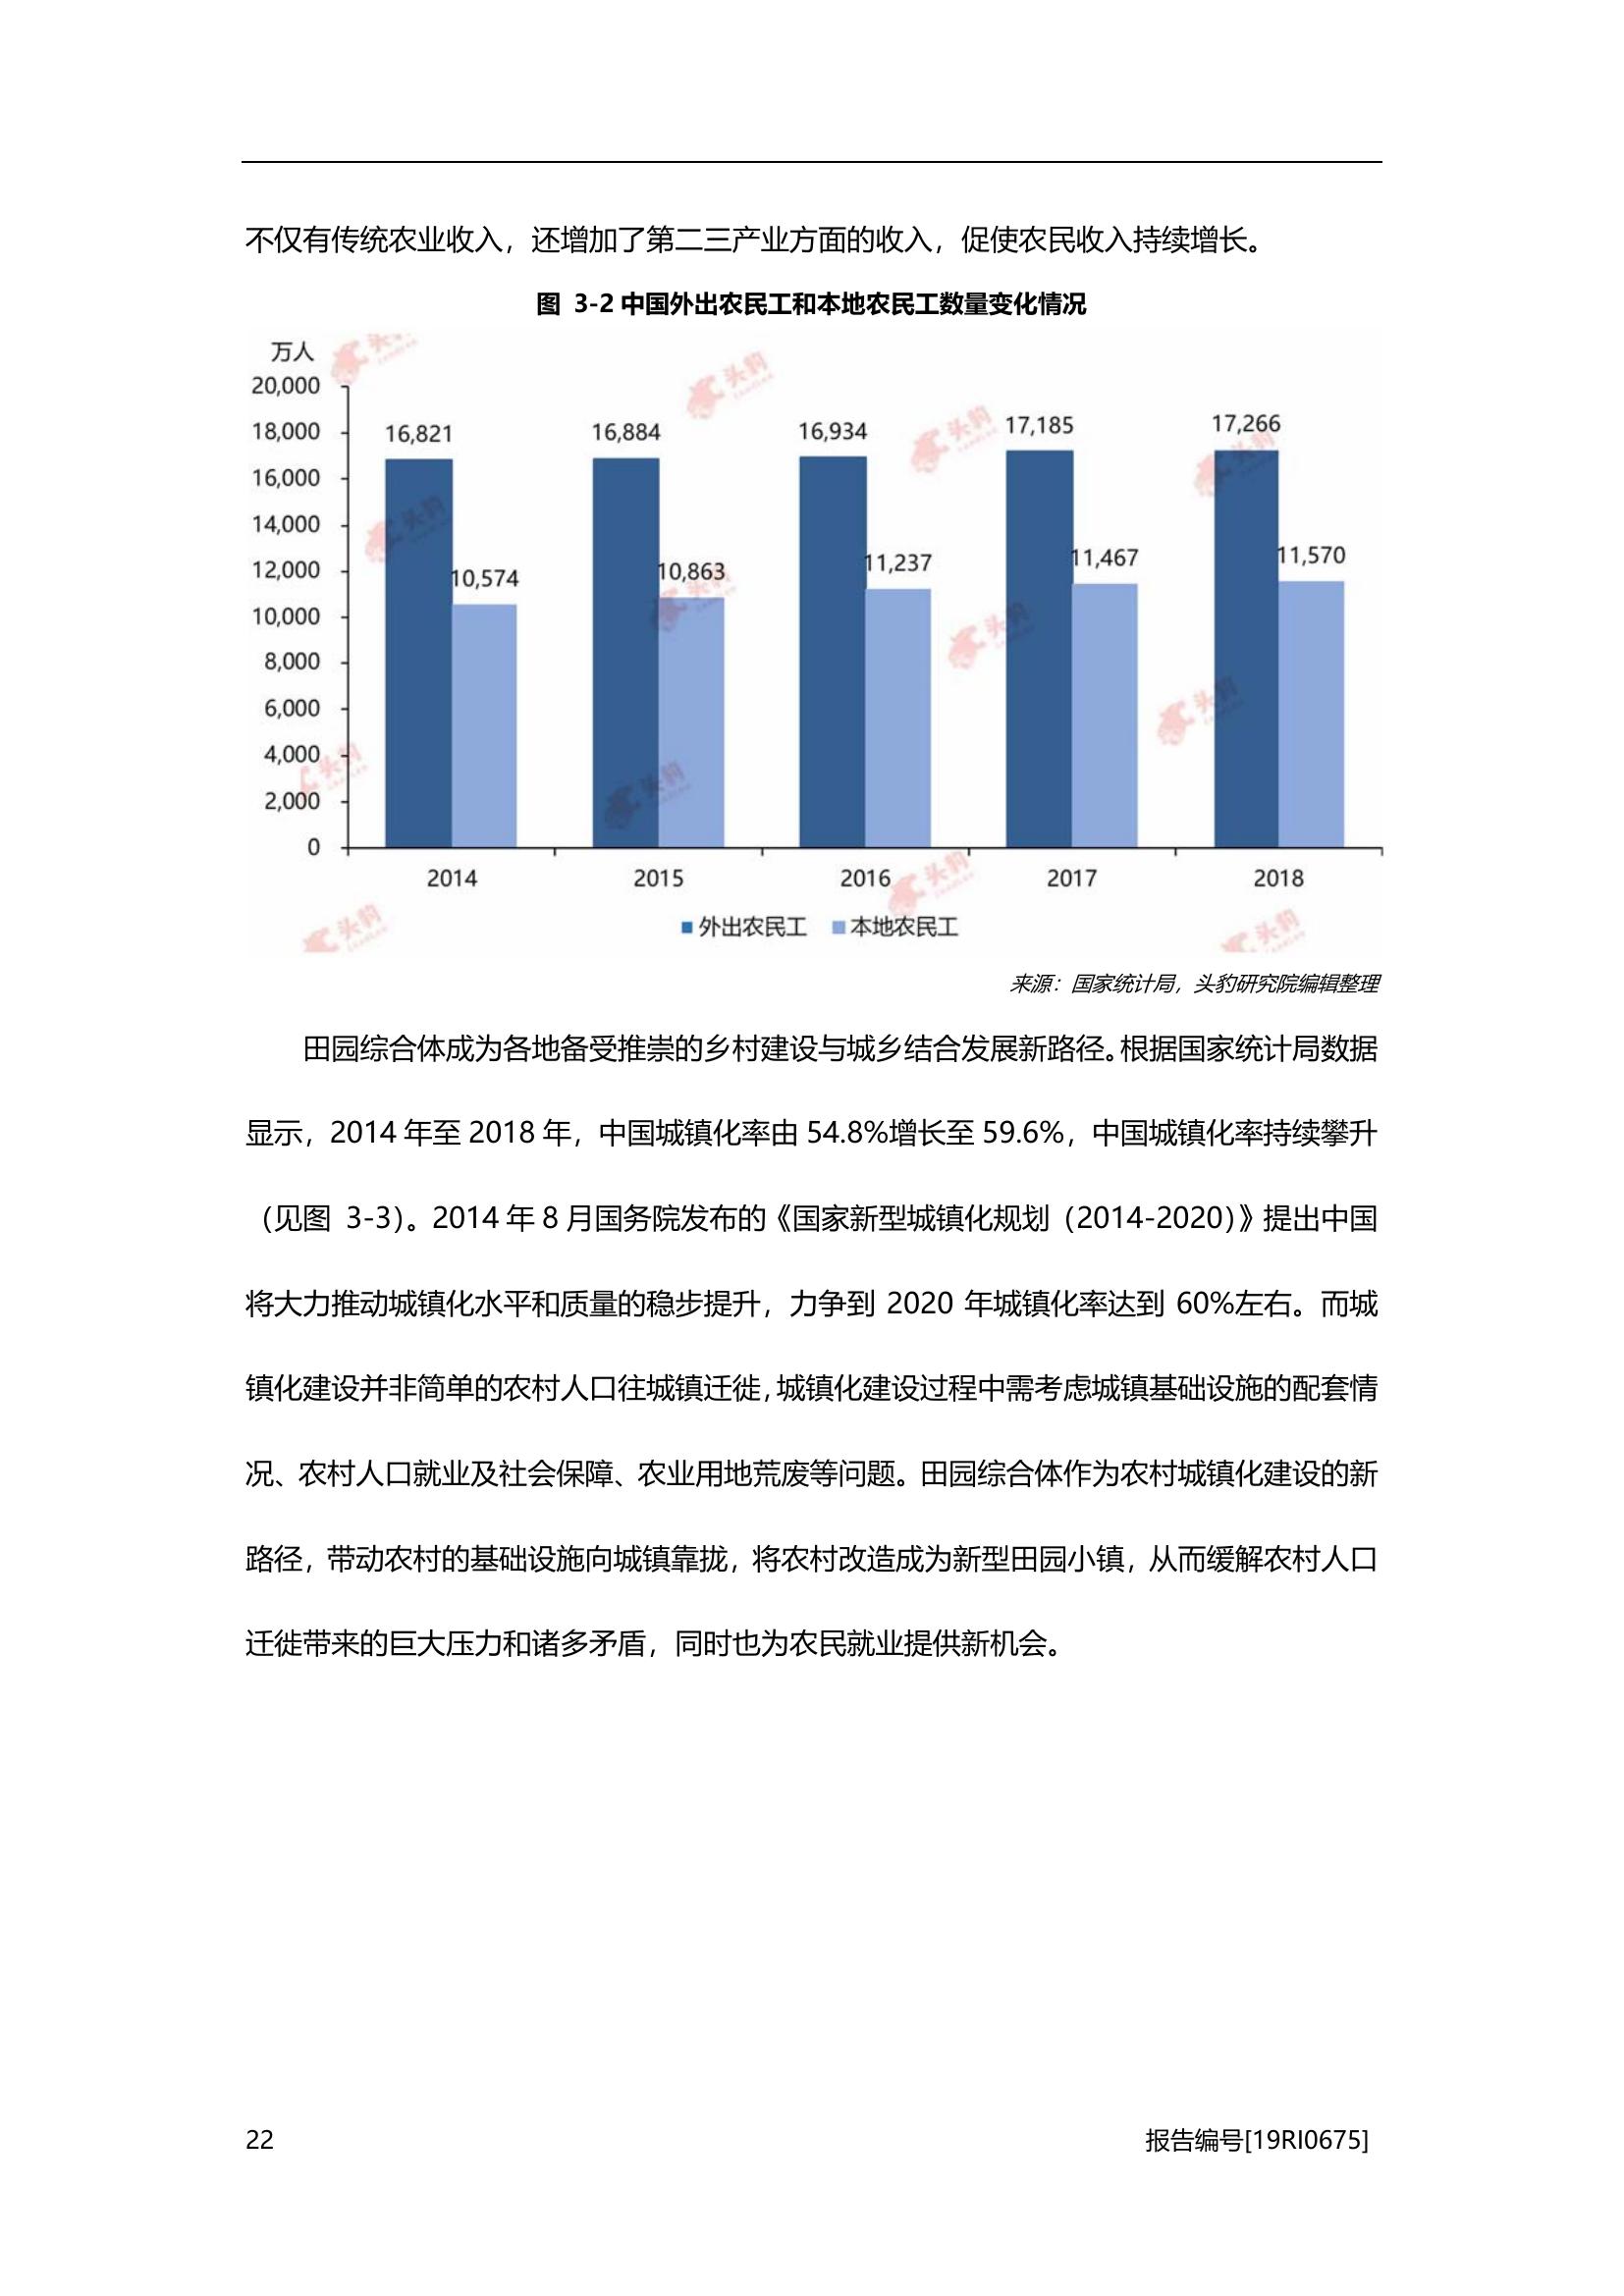 不仅有传统农业收入，还增加了第二三产业方面的收入，促使农民收入持续增长。
图 3-2 中国外出农民工和本地农民工数量变化情况
万人
20,000
18,000
16,000
14,000
12,000
10,000
8,000
6,000
4,000
2,000
0
16,821
10,574
16,884
10,863
16,934
11,237
17,185
11,467
17,266
11,570
2014
2015
2016
2017
2018
外出农民工
本地农民工
头豹
来源：国家统计局，头豹研究院编辑整理
田园综合体成为各地备受推崇的乡村建设与城乡结合发展新路径。根据国家统计局数据
显示，2014 年至 2018 年，中国城镇化率由 54.8%增长至 59.6%，中国城镇化率持续攀升
（见图 3-3）。2014 年 8 月国务院发布的《国家新型城镇化规划（2014-2020）》提出中国
将大力推动城镇化水平和质量的稳步提升，力争到 2020 年城镇化率达到 60%左右。而城
镇化建设并非简单的农村人口往城镇迁徙，城镇化建设过程中需考虑城镇基础设施的配套情
况、农村人口就业及社会保障、农业用地荒废等问题。田园综合体作为农村城镇化建设的新
路径，带动农村的基础设施向城镇靠拢，将农村改造成为新型田园小镇，从而缓解农村人口
迁徙带来的巨大压力和诸多矛盾，同时也为农民就业提供新机会。
22
报告编号[19RI0675]